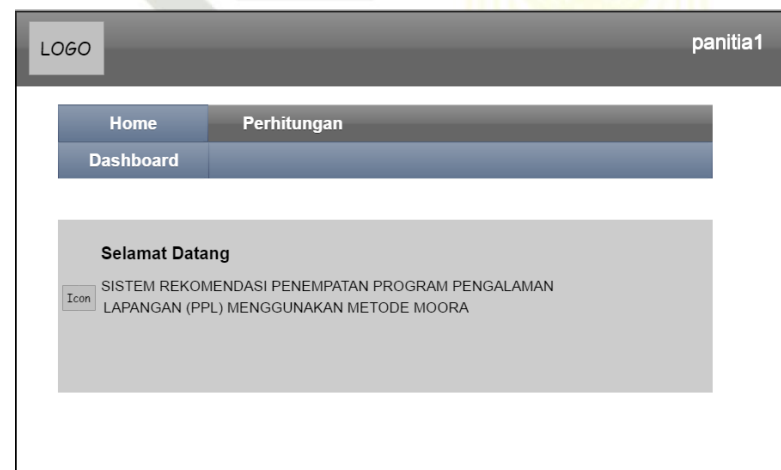 LOGO
panitia1
Home Perhitungan
Dashboard
Selamat Datang
SISTEM REKOMENDASI PENEMPATAN PROGRAM PENGALAMAN
Icon
LAPANGAN (PPL) MENGGUNAKAN METODE MOORA